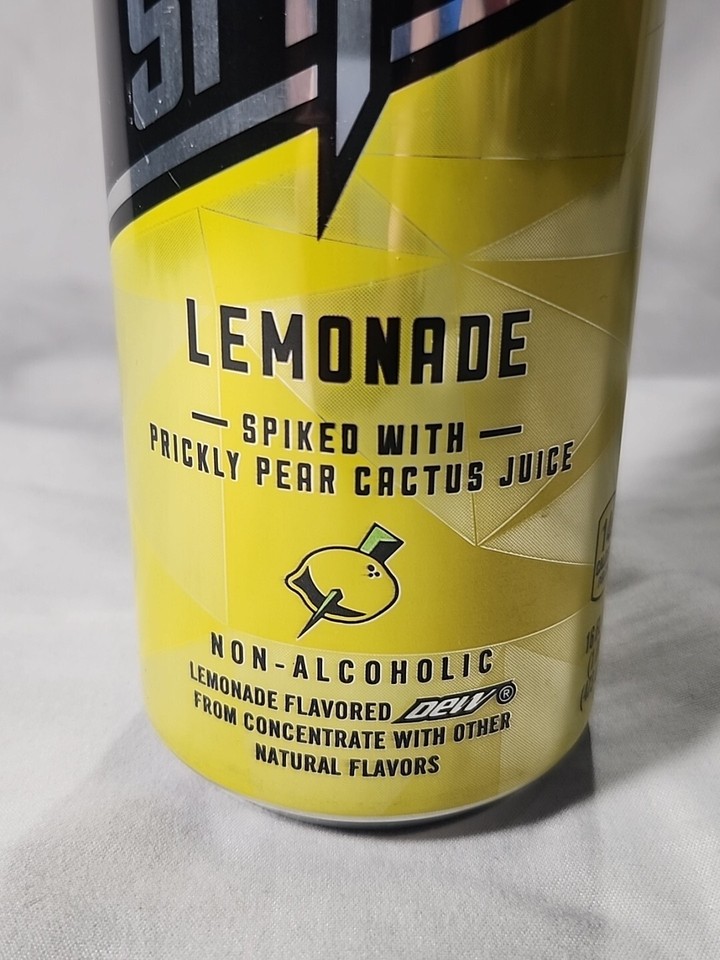 LEMONADE
SPIKED WITH
PRICKLY PEAR CACTUS JUICE
NON-ALCOHOLIC
LEMONADE FLAVORED DEW®
FROM CONCENTRATE WITH OTHER
NATURAL FLAVORS